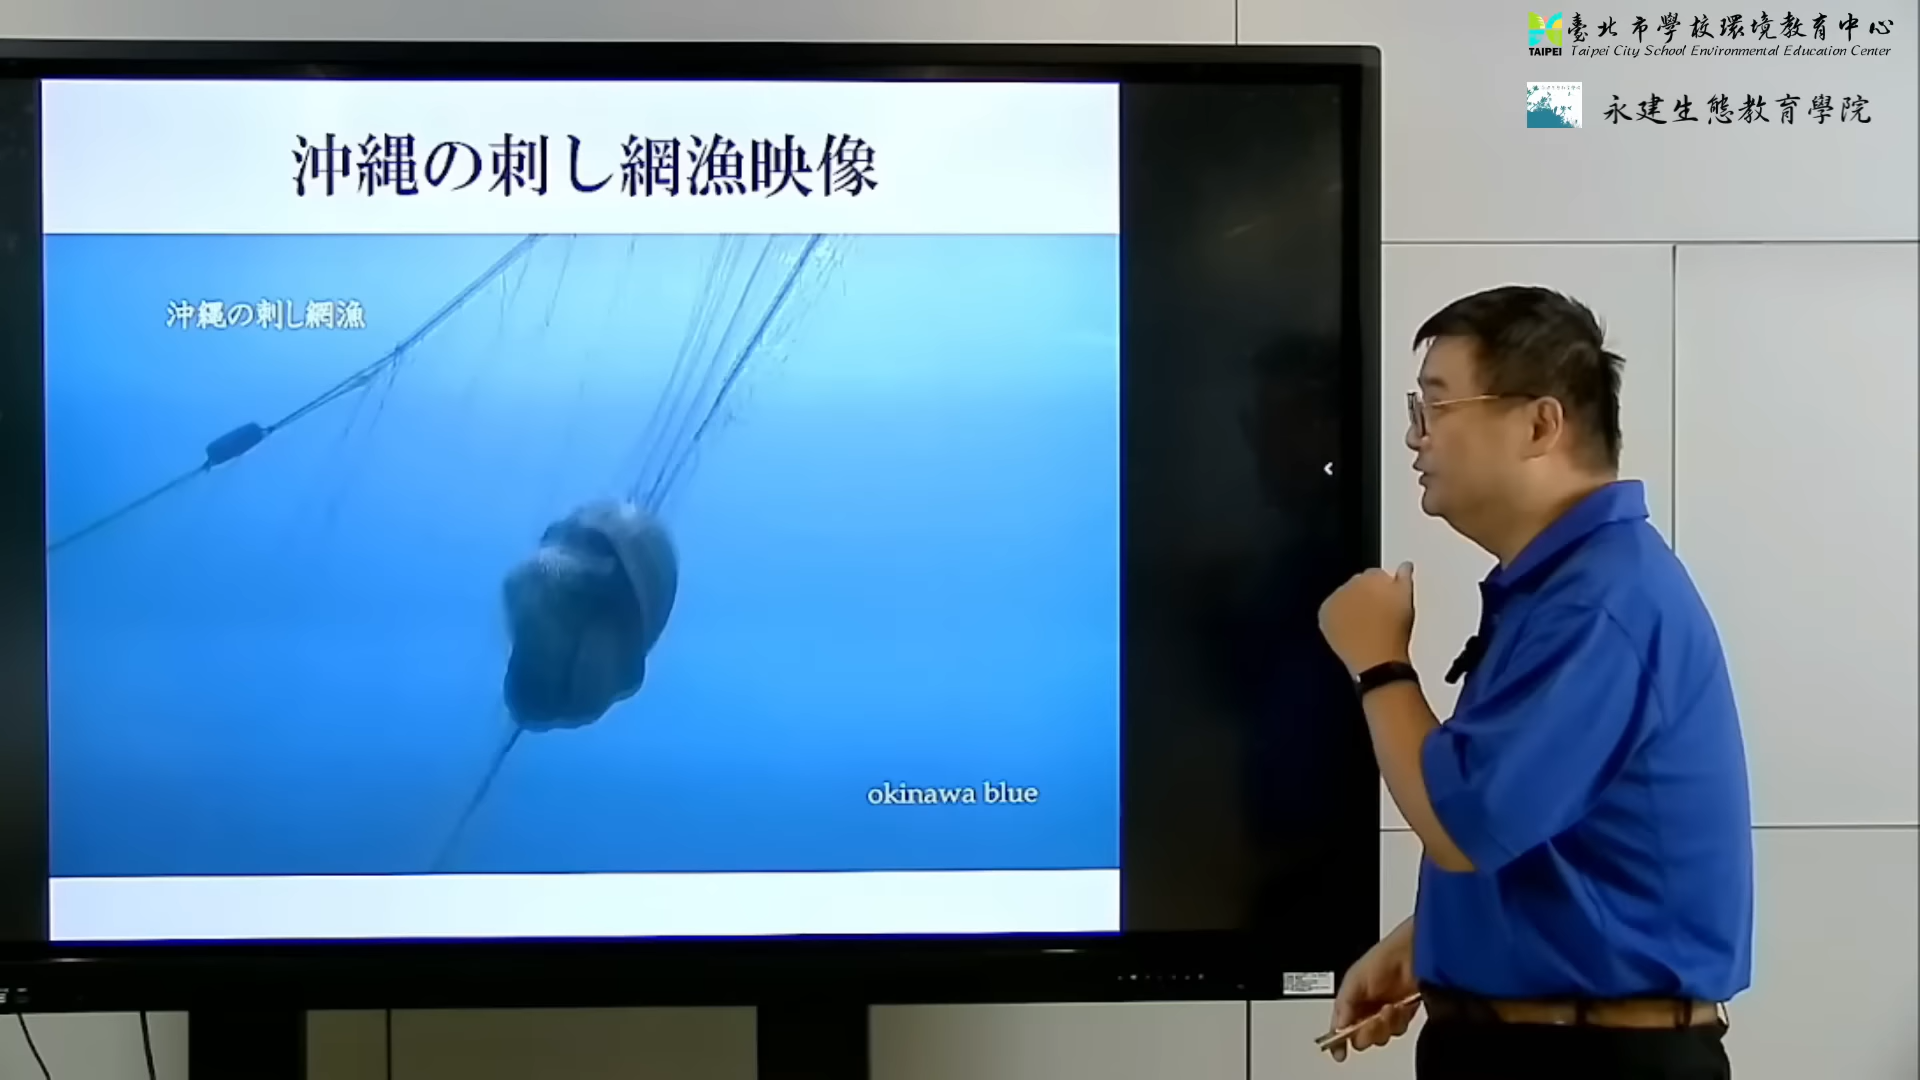 臺北市學校環境教育中心
TAIPEI
Taipei City School Environmental Education Center
永建生態教育學院
沖縄の刺し網漁映像
沖縄の刺し網漁
okinawa blue